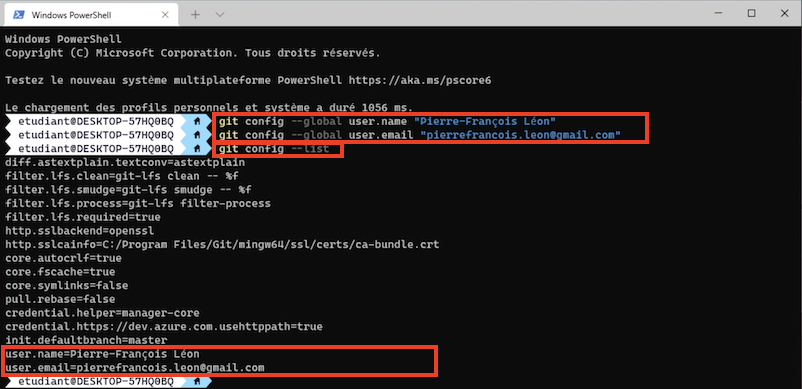 Windows PowerShell
Windows PowerShell
Copyright (C) Microsoft Corporation. Tous droits réservés.
Testez le nouveau système multiplateforme PowerShell https://aka.ms/pscore6
Le chargement des profils personnels et système a duré 1056 ms.
etudiant@DESKTOP-57HQ0BQ git config --global user.name "Pierre-François Léon"
etudiant@DESKTOP-57HQ0BQ git config --global user.email "pierrefrancois.leon@gmail.com"
etudiant@DESKTOP-57HQ0BQ git config --list
diff.astextplain.textconv=astextplain
filter.lfs.clean=git-lfs clean -- %f
filter.lfs.smudge=git-lfs smudge -- %f
filter.lfs.process=git-lfs filter-process
filter.lfs.required=true
http.sslbackend=openssl
http.sslcainfo=C:/Program Files/Git/mingw64/ssl/certs/ca-bundle.crt
core.autocrlf=true
core.fscache=true
core.symlinks=false
pull.rebase=false
credential.helper=manager-core
credential.https://dev.azure.com.usehttppath=true
init.defaultbranch=master
user.name=Pierre-François Léon
user.email=pierrefrancois.leon@gmail.com
etudiant@DESKTOP-57HQ0BQ